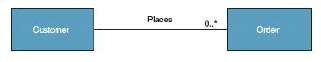 Customer
Places
0..*
Order